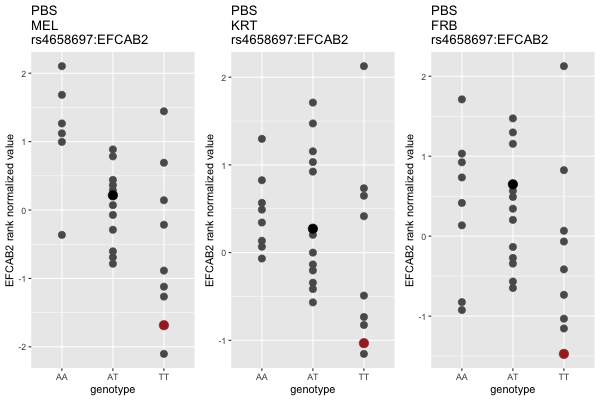 PBS
MEL
rs4658697:EFCAB2
EFCAB2 rank normalized value
2
1
0
-1
-2
AA AT TT
genotype
PBS
KRT
rs4658697:EFCAB2
EFCAB2 rank normalized value
2
1
0
-1
AA AT TT
genotype
PBS
FRB
rs4658697:EFCAB2
EFCAB2 rank normalized value
2
1
0
-1
AA AT TT
genotype